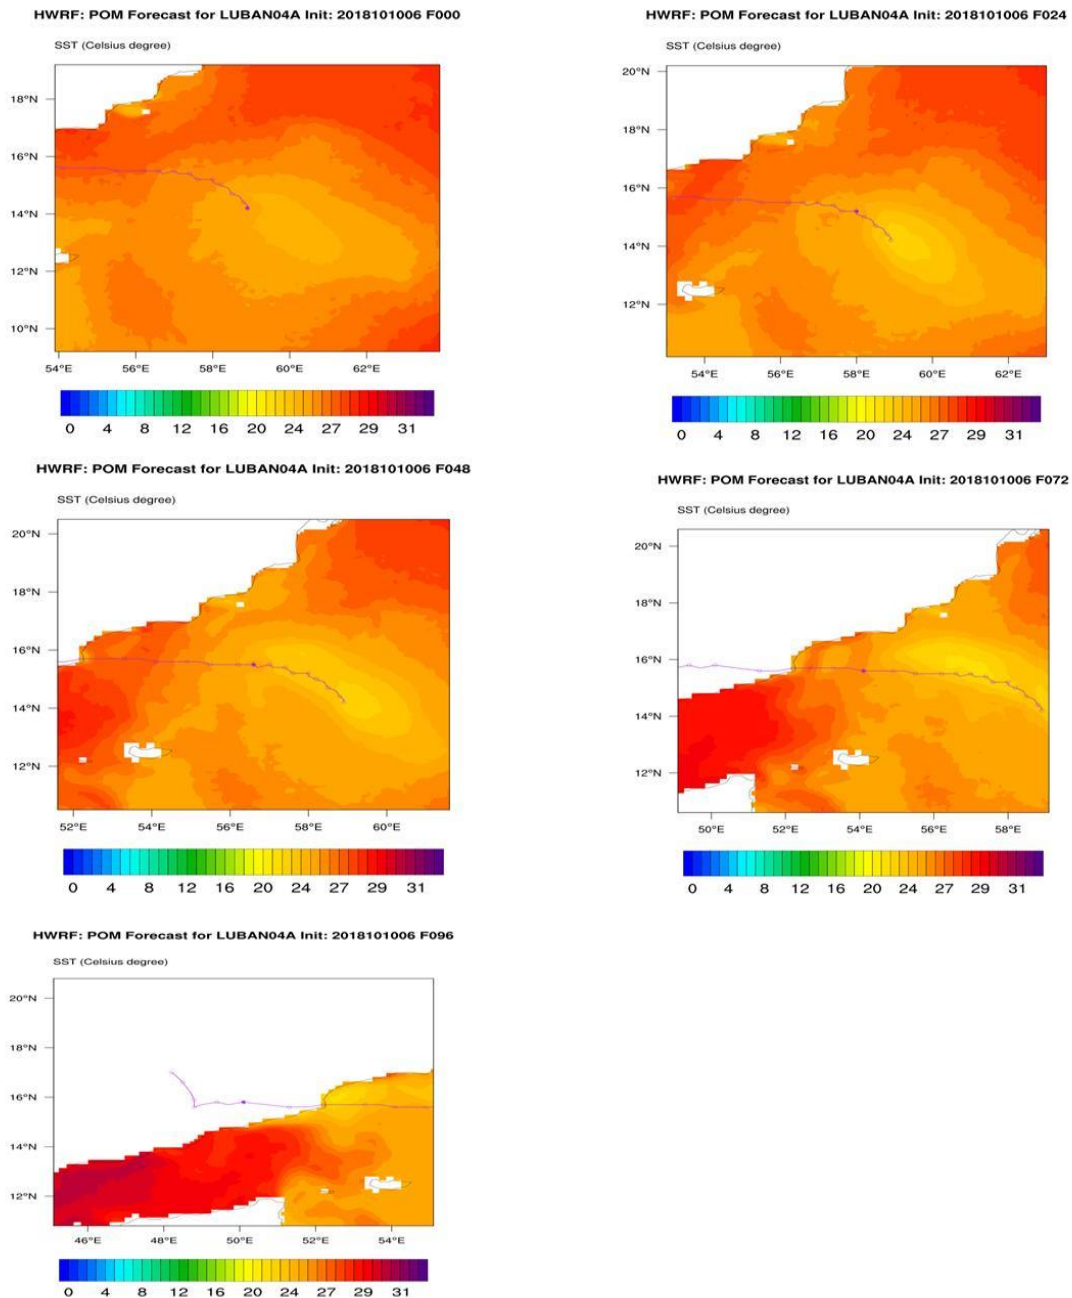 HWRF: POM Forecast for LUBAN04A Init: 2018101006 F000
SST (Celsius degree)
18°N
16°N
14°N
12°N
10°N
54°E 56°E 58°E 60°E 62°E
0 4 8 12 16 20 24 27 29 31
HWRF: POM Forecast for LUBAN04A Init: 2018101006 F024
SST (Celsius degree)
20°N
18°N
16°N
14°N
12°N
54°E 56°E 58°E 60°E 62°E
0 4 8 12 16 20 24 27 29 31
HWRF: POM Forecast for LUBAN04A Init: 2018101006 F048
SST (Celsius degree)
20°N
18°N
16°N
14°N
12°N
52°E 54°E 56°E 58°E 60°E
0 4 8 12 16 20 24 27 29 31
HWRF: POM Forecast for LUBAN04A Init: 2018101006 F072
SST (Celsius degree)
20°N
18°N
16°N
14°N
12°N
50°E 52°E 54°E 56°E 58°E
0 4 8 12 16 20 24 27 29 31
HWRF: POM Forecast for LUBAN04A Init: 2018101006 F096
SST (Celsius degree)
20°N
18°N
16°N
14°N
12°N
46°E 48°E 50°E 52°E 54°E
0 4 8 12 16 20 24 27 29 31